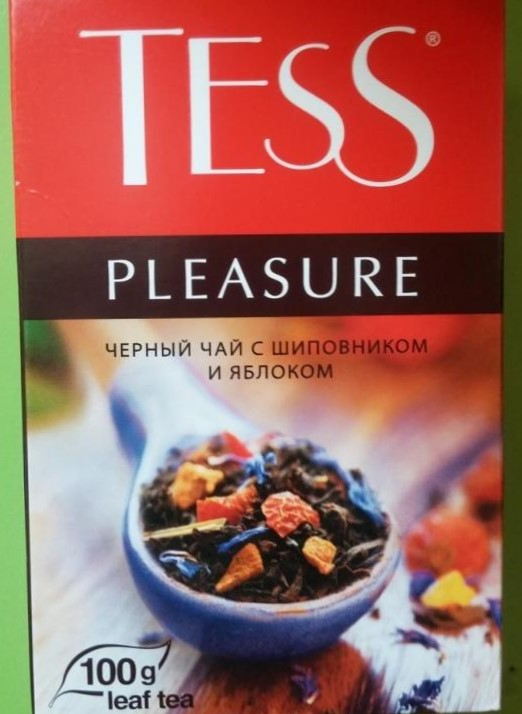 TESS®
PLEASURE
ЧЕРНЫЙ ЧАЙ С ШИПОВНИКОМ
И ЯБЛОКОМ
100g
leaf tea